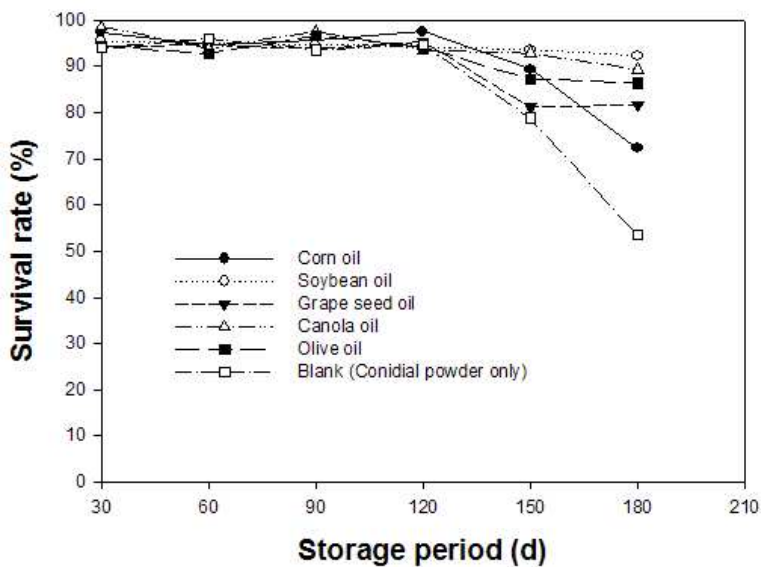 100
90
80
70
60
50
40
30
20
10
0
Survival rate (%)
Corn oil
Soybean oil
Grape seed oil
Canola oil
Olive oil
Blank (Conidial powder only)
30 60 90 120 150 180 210
Storage period (d)